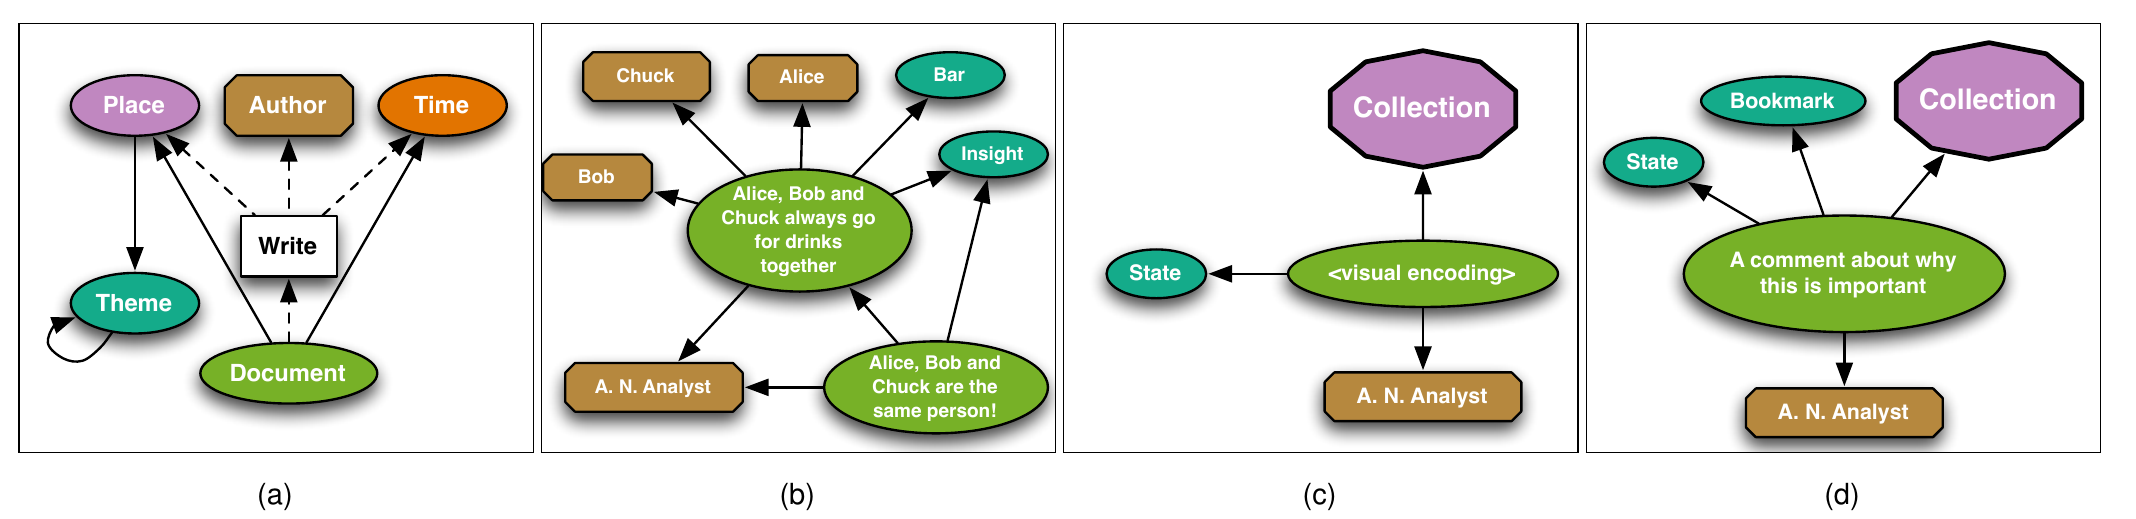 Place
Author
Time
Write
Theme
Document
(a)
Chuck
Alice
Bar
Insight
Bob
Alice, Bob and
Chuck always go
for drinks
together
A. N. Analyst
Alice, Bob and
Chuck are the
same person!
(b)
Collection
State
<visual encoding>
A. N. Analyst
(c)
Bookmark
Collection
State
A comment about why
this is important
A. N. Analyst
(d)